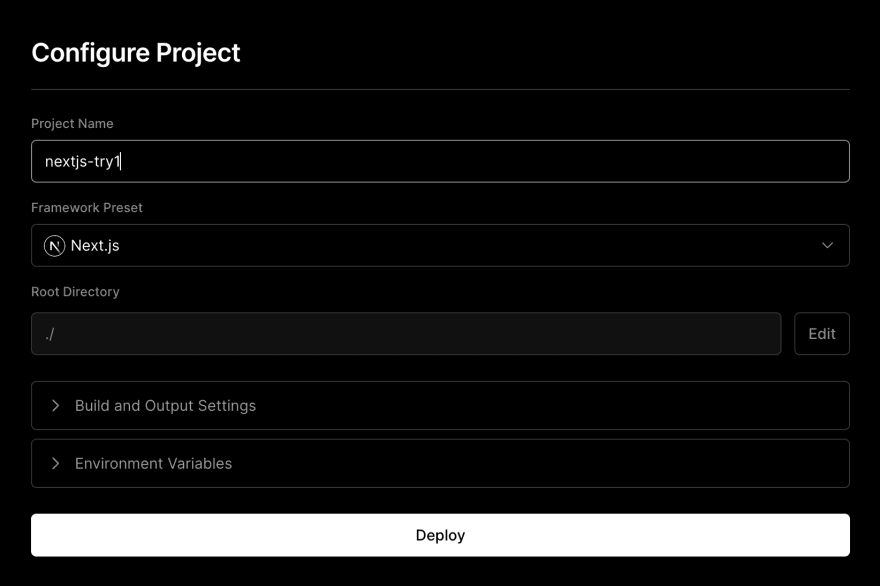 Configure Project
Project Name
nextjs-try1
Framework Preset
N Next.js
Root Directory
./
Edit
Build and Output Settings
Environment Variables
Deploy